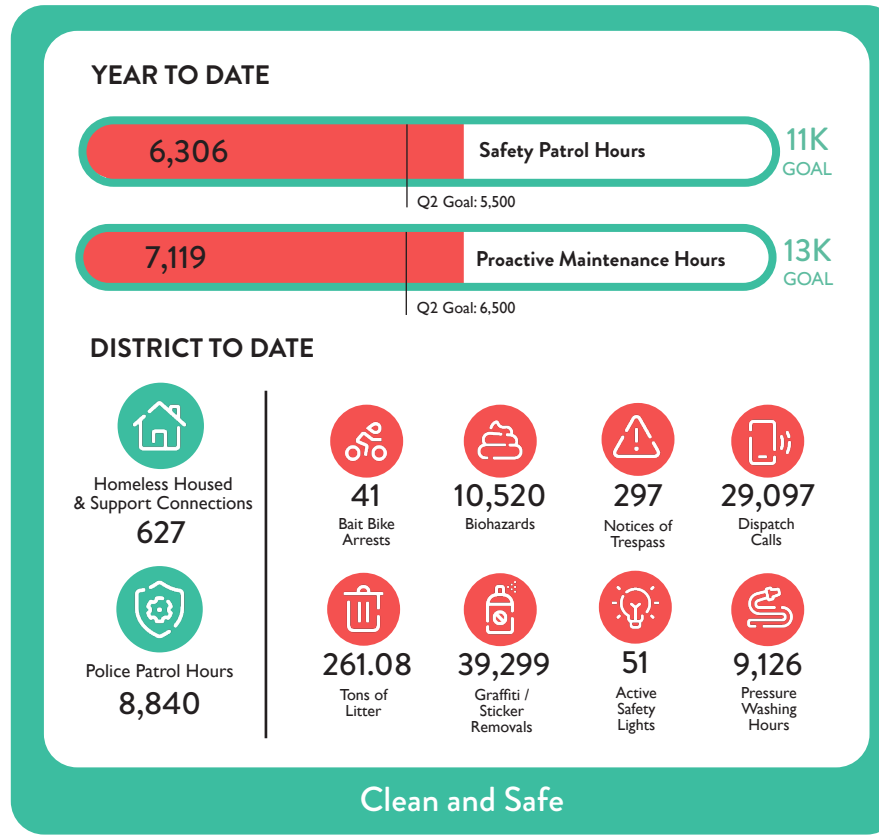 YEAR TO DATE
6,306
Safety Patrol Hours
11K
GOAL
Q2 Goal: 5,500
7,119
Proactive Maintenance Hours
13K
GOAL
Q2 Goal: 6,500
DISTRICT TO DATE
Homeless Housed
& Support Connections
627
Police Patrol Hours
8,840
41
Bait Bike
Arrests
10,520
Biohazards
297
Notices of
Trespass
29,097
Dispatch
Calls
261.08
Tons of
Litter
39,299
Graffiti /
Sticker
Removals
51
Active
Safety
Lights
9,126
Pressure
Washing
Hours
Clean and Safe